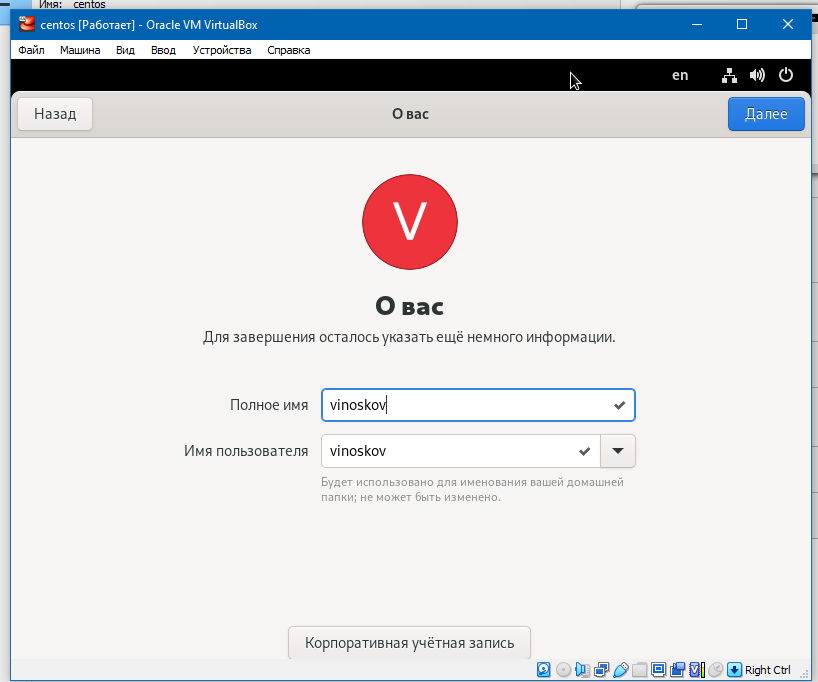 Имя: centos
centos [Работает] - Oracle VM VirtualBox
Файл Машина Вид Ввод Устройства Справка
en
Назад О вас Далее
V
О вас
Для завершения осталось указать ещё немного информации.
Полное имя vinoskov
Имя пользователя vinoskov
Будет использовано для именования вашей домашней
папки; не может быть изменено.
Корпоративная учётная запись
Right Ctrl